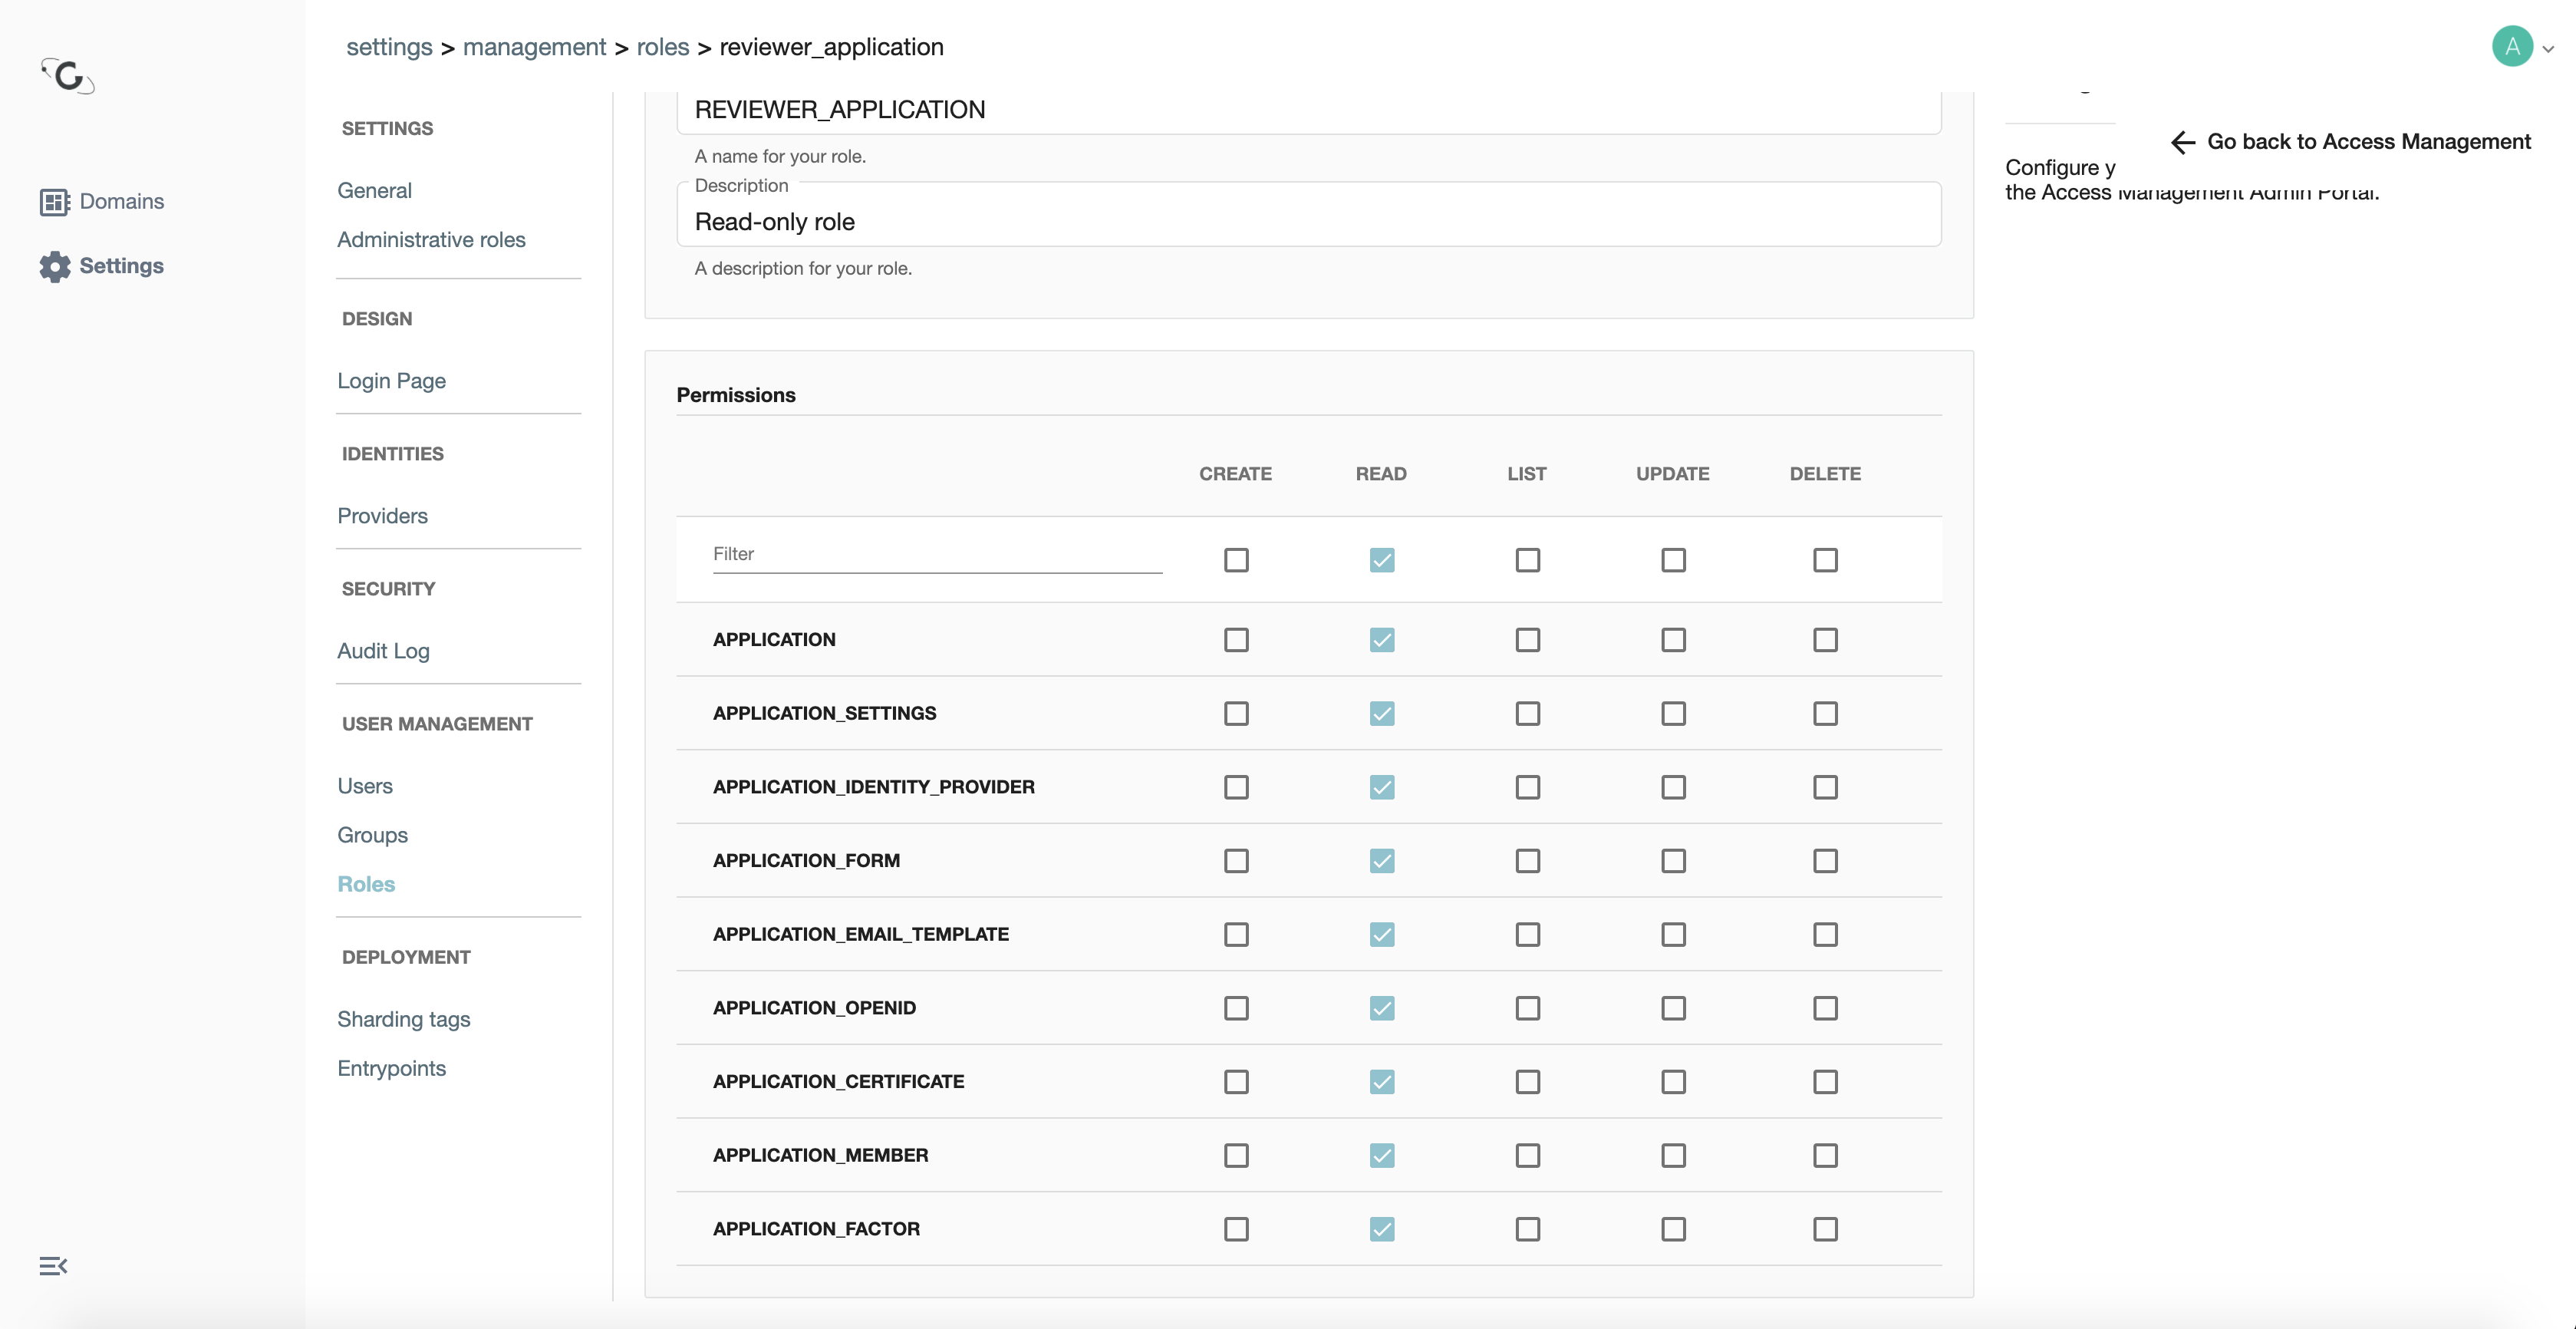 settings > management > roles > reviewer_application
A
Domains
Settings
SETTINGS
General
Administrative roles
DESIGN
Login Page
IDENTITIES
Providers
SECURITY
Audit Log
USER MANAGEMENT
Users
Groups
Roles
DEPLOYMENT
Sharding tags
Entrypoints
REVIEWER_APPLICATION
A name for your role.
Description
Read-only role
A description for your role.
Permissions
CREATE READ LIST UPDATE DELETE
Filter
APPLICATION
APPLICATION_SETTINGS
APPLICATION_IDENTITY_PROVIDER
APPLICATION_FORM
APPLICATION_EMAIL_TEMPLATE
APPLICATION_OPENID
APPLICATION_CERTIFICATE
APPLICATION_MEMBER
APPLICATION_FACTOR
Go back to Access Management
Configure y
the Access Management Admin Portal.